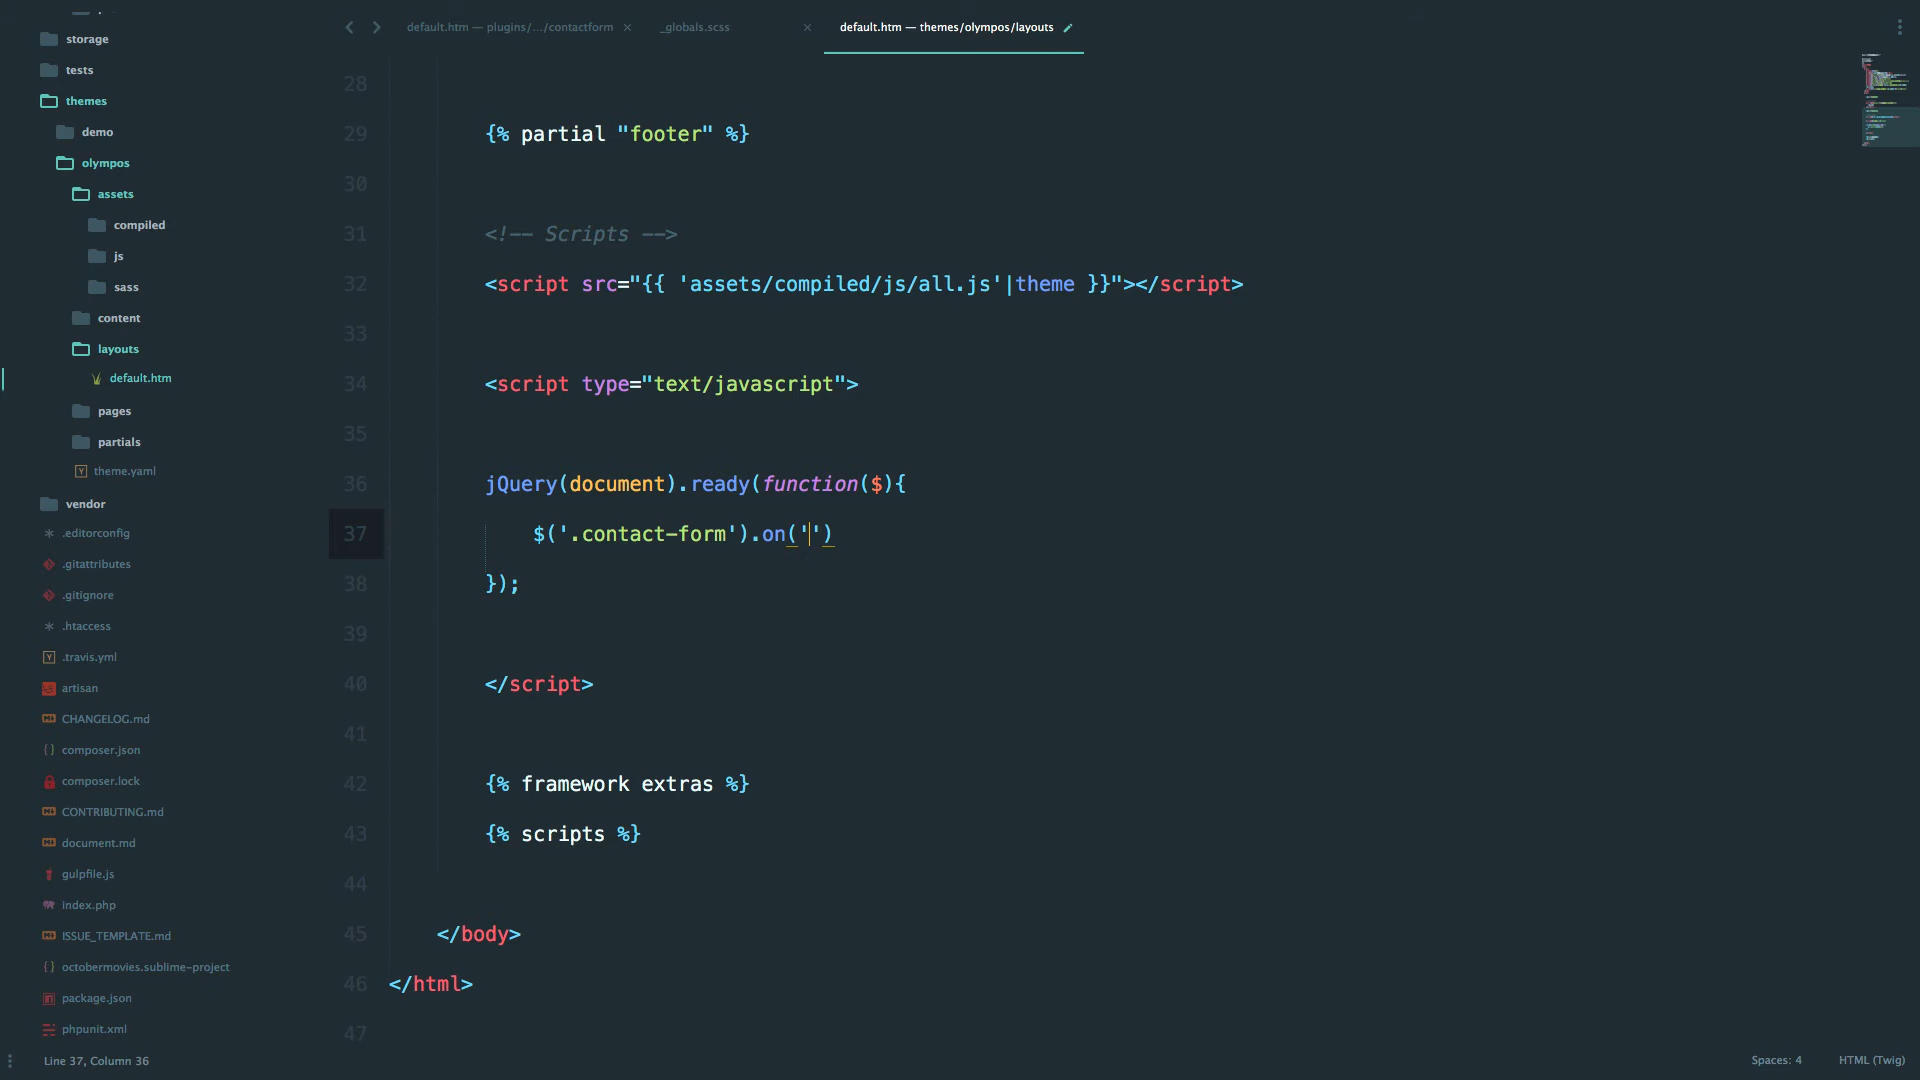 storage
tests
themes
demo
olympos
assets
compiled
js
sass
content
layouts
default.htm
pages
partials
theme.yaml
vendor
.editorconfig
.gitattributes
.gitignore
.htaccess
.travis.yml
artisan
CHANGELOG.md
composer.json
composer.lock
CONTRIBUTING.md
document.md
gulpfile.js
index.php
ISSUE_TEMPLATE.md
octobermovies.sublime-project
package.json
phpunit.xml
default.htm — plugins/.../contactform
_globals.scss
default.htm — themes/olympos/layouts
28
29 {% partial "footer" %}
30
31 <!-- Scripts -->
32 <script src="{{ 'assets/compiled/js/all.js'|theme }}"></script>
33
34 <script type="text/javascript">
35
36 jQuery(document).ready(function($){
37 $('.contact-form').on('')
38 });
39
40 </script>
41
42 {% framework extras %}
43 {% scripts %}
44
45 </body>
46 </html>
47
Line 37, Column 36
Spaces: 4
HTML (Twig)